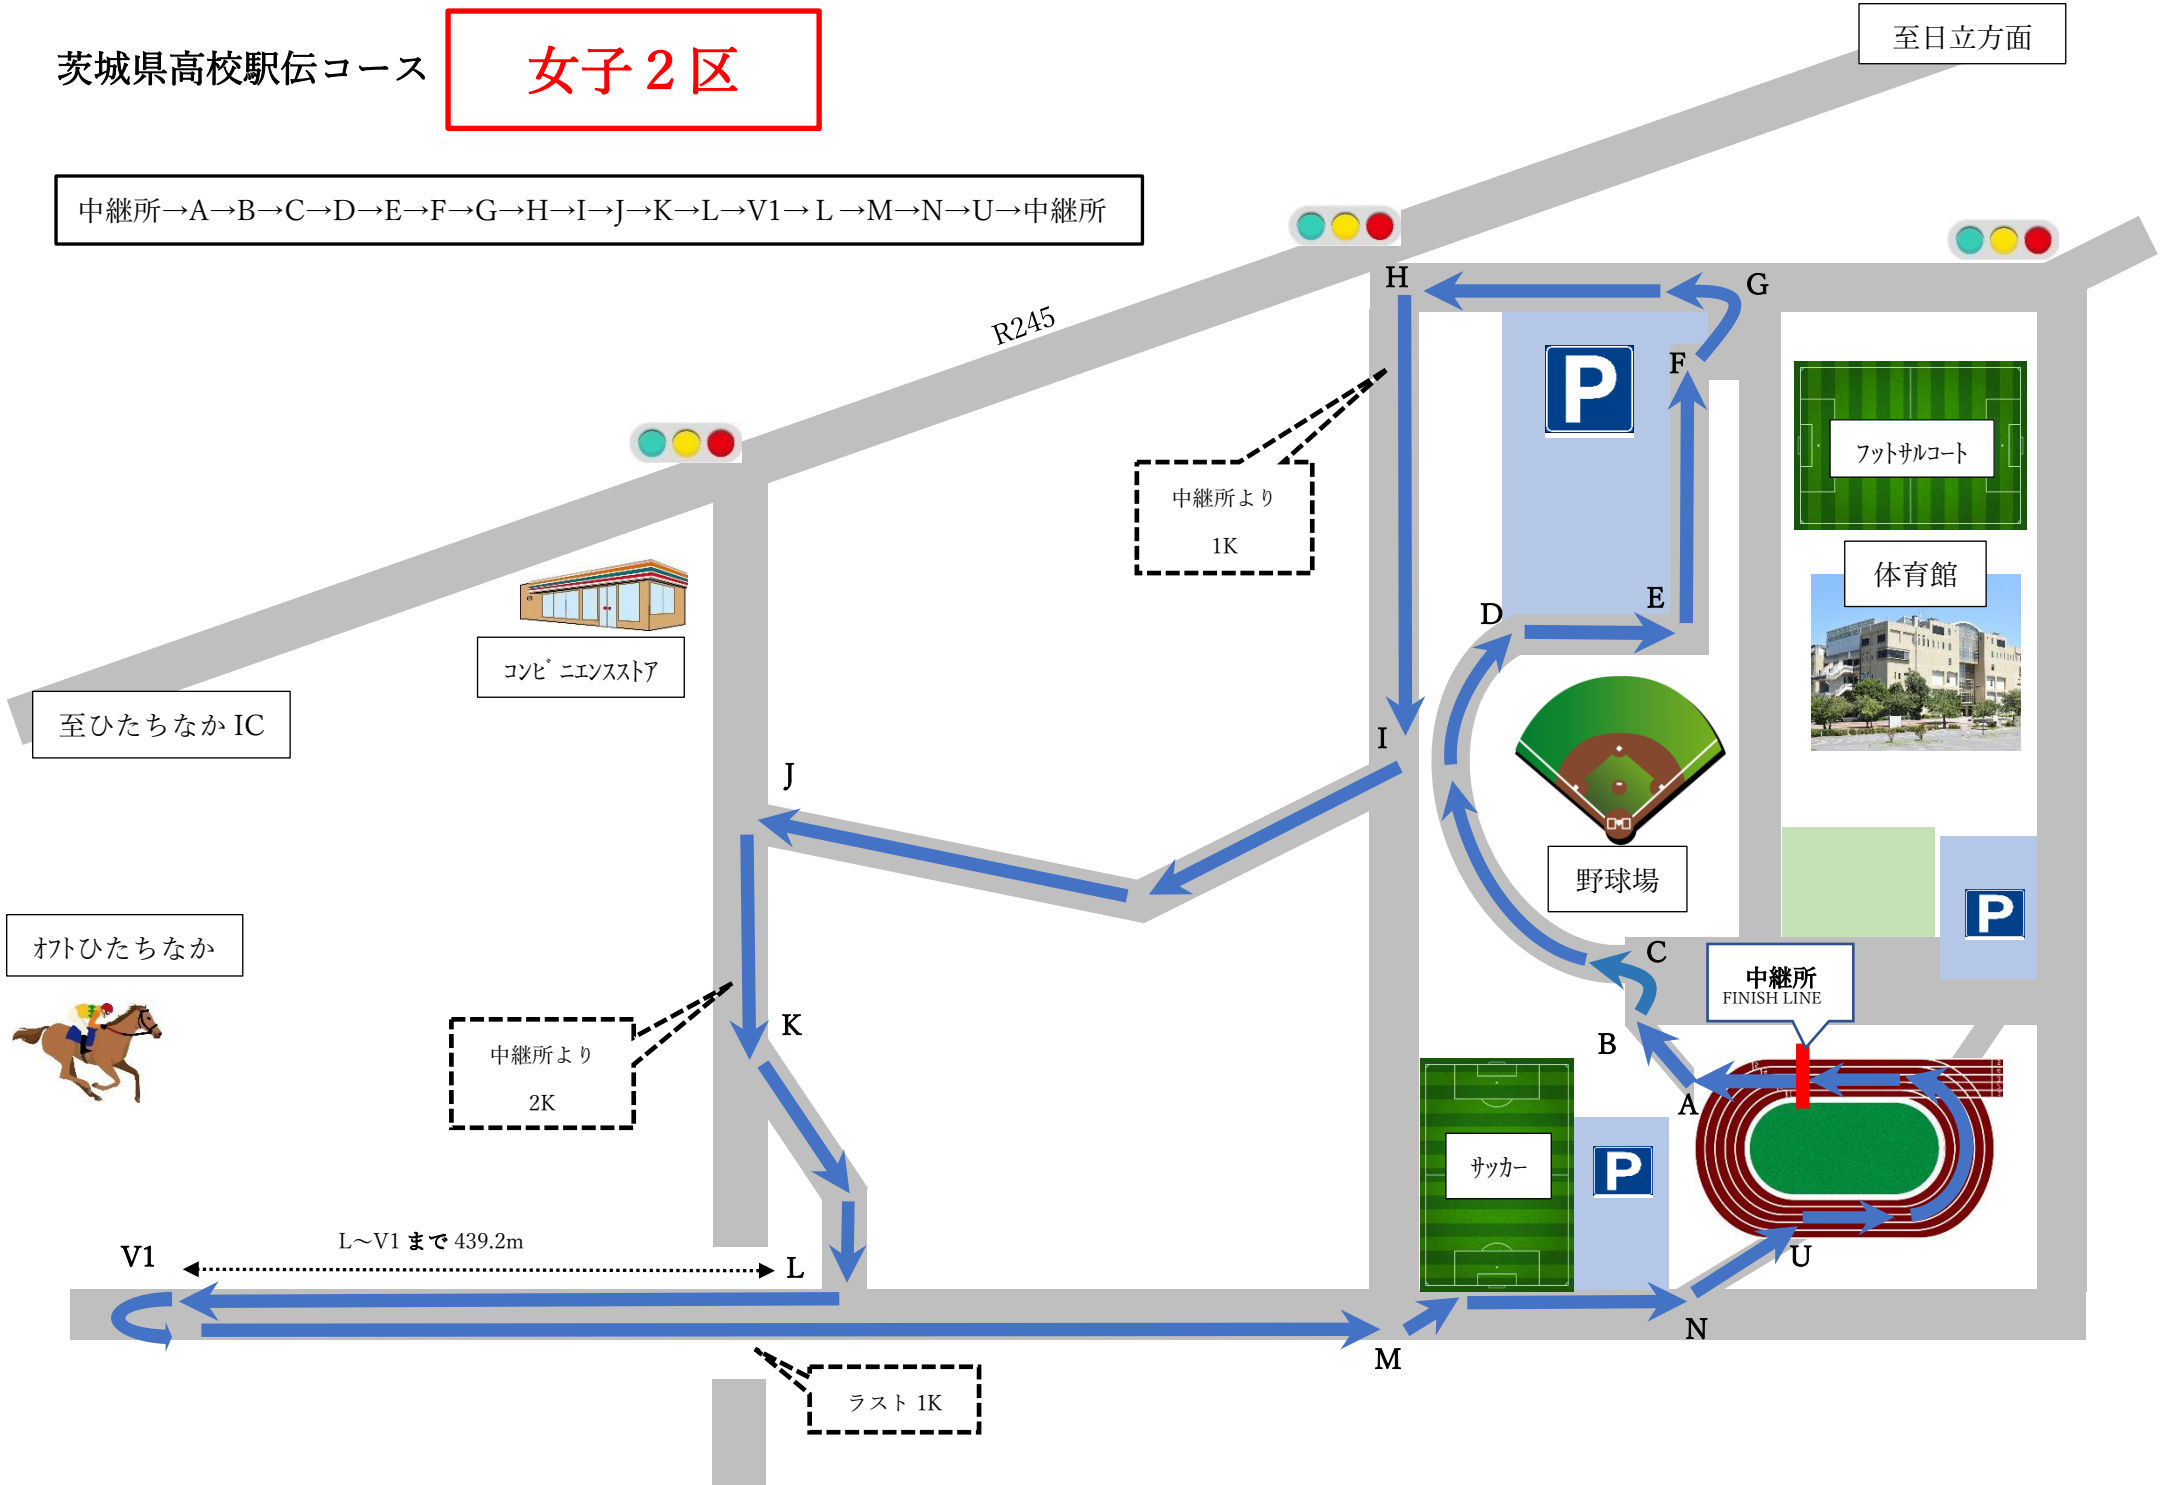 茨城県高校駅伝コース
女子２区
至日立方面
中継所→A→B→C→D→E→F→G→H→I→J→K→L→V1→L→M→N→U→中継所
H
G
R245
F
P
フットサルコート
中継所より
1K
体育館
D
E
コンビニエンスストア
至ひたちなか IC
I
J
野球場
P
オフトひたちなか
C
中継所
FINISH LINE
K
B
中継所より
2K
A
サッカー
P
L～V1 まで 439.2m
V1
L
U
N
M
ラスト 1K